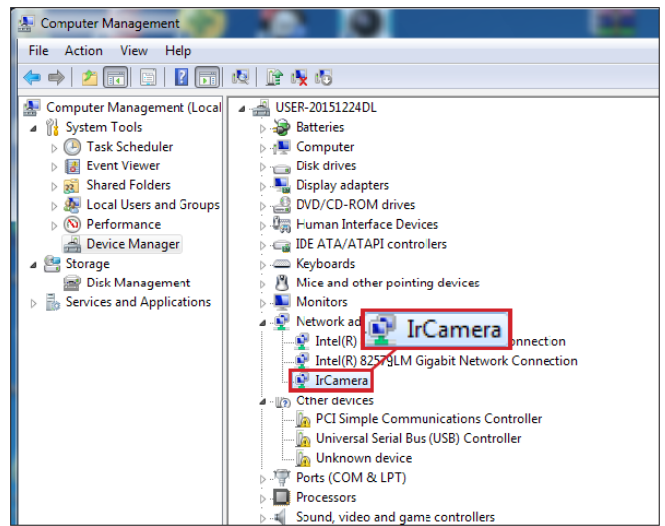 Computer Management
File Action View Help
Computer Management (Local
System Tools
Task Scheduler
Event Viewer
Shared Folders
Local Users and Groups
Performance
Device Manager
Storage
Disk Management
Services and Applications
USER-20151224DL
Batteries
Computer
Disk drives
Display adapters
DVD/CD-ROM drives
Human Interface Devices
IDE ATA/ATAPI controllers
Keyboards
Mice and other pointing devices
Monitors
Network ad
IrCamera
Intel(R) onnection
Intel(R) 82579LM Gigabit Network Connection
IrCamera
Other devices
PCI Simple Communications Controller
Universal Serial Bus (USB) Controller
Unknown device
Ports (COM & LPT)
Processors
Sound, video and game controllers